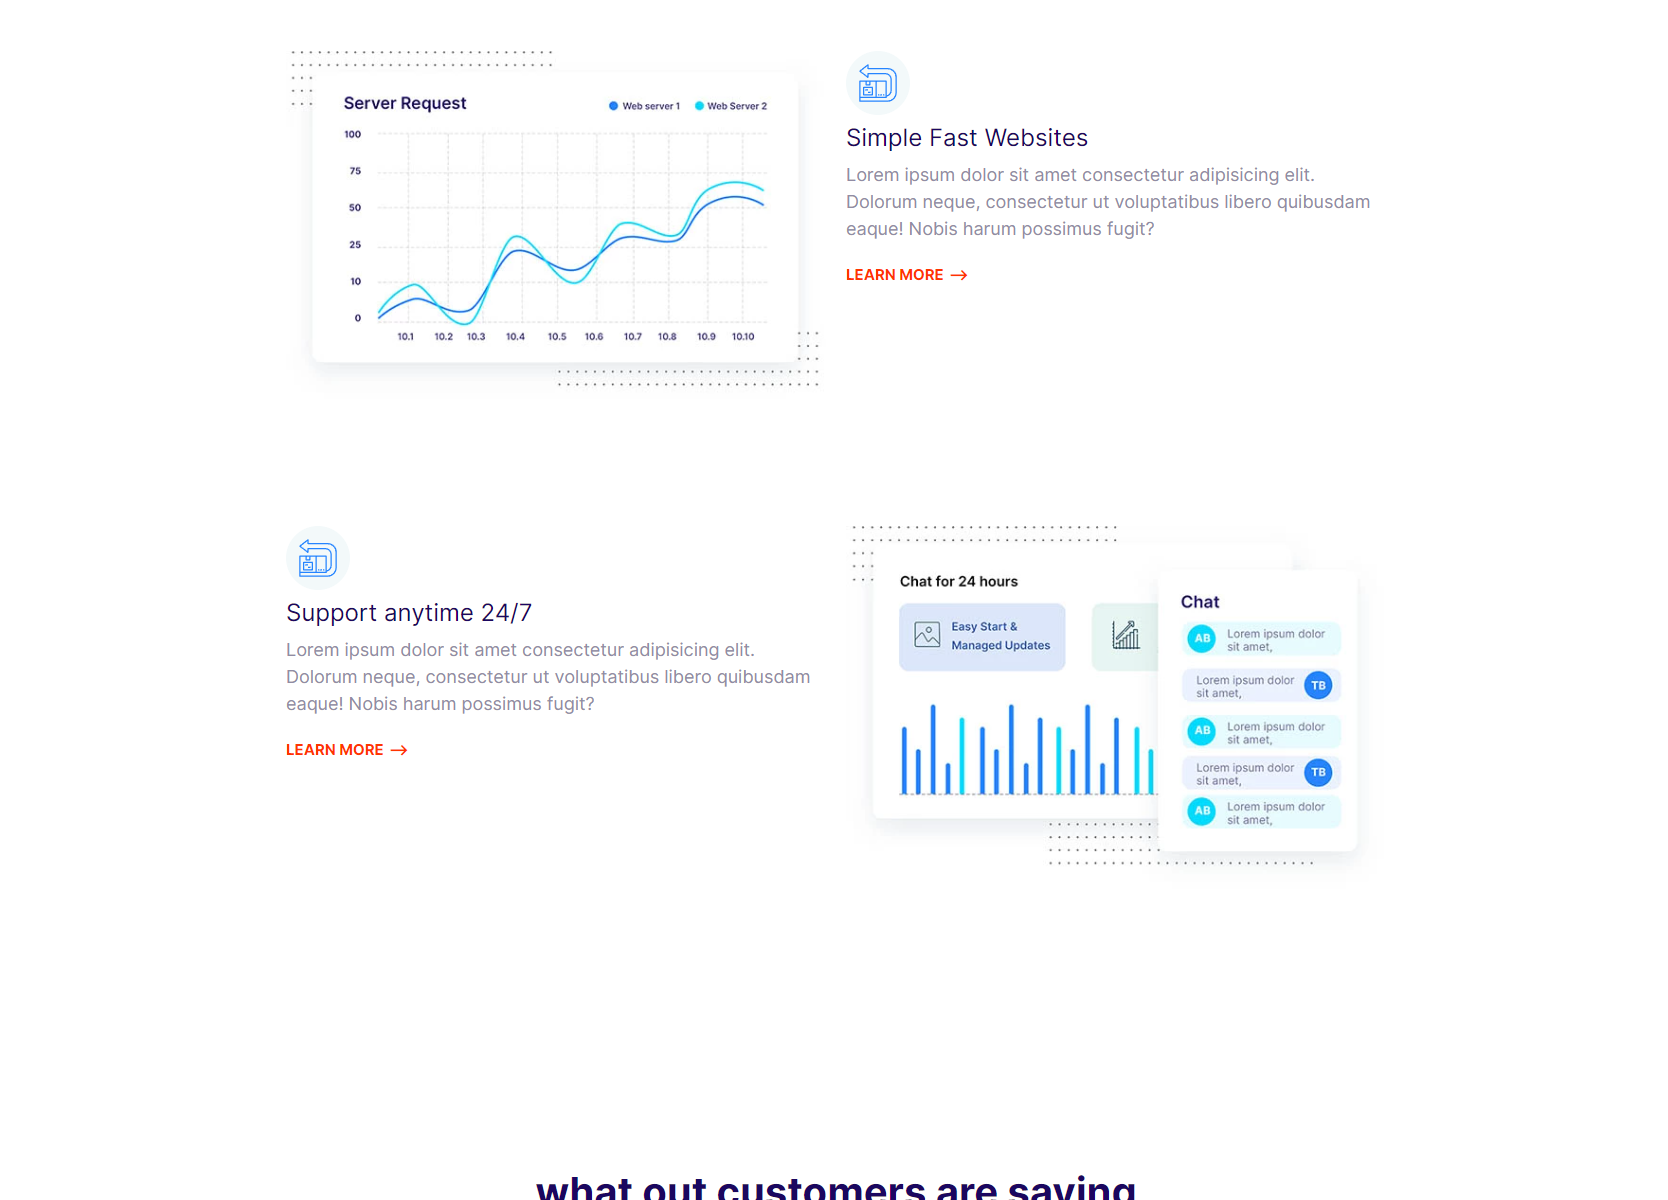 Server Request
Web server 1
Web Server 2
100
75
50
25
10
0
10.1 10.2 10.3 10.4 10.5 10.6 10.7 10.8 10.9 10.10
Simple Fast Websites
Lorem ipsum dolor sit amet consectetur adipisicing elit.
Dolorum neque, consectetur ut voluptatibus libero quibusdam
eaque! Nobis harum possimus fugit?
LEARN MORE
Support anytime 24/7
Lorem ipsum dolor sit amet consectetur adipisicing elit.
Dolorum neque, consectetur ut voluptatibus libero quibusdam
eaque! Nobis harum possimus fugit?
LEARN MORE
Chat for 24 hours
Easy Start &
Managed Updates
Chat
AB
Lorem ipsum dolor
sit amet,
Lorem ipsum dolor
sit amet,
TB
AB
Lorem ipsum dolor
sit amet,
Lorem ipsum dolor
sit amet,
TB
AB
Lorem ipsum dolor
sit amet,
what out customers are saying